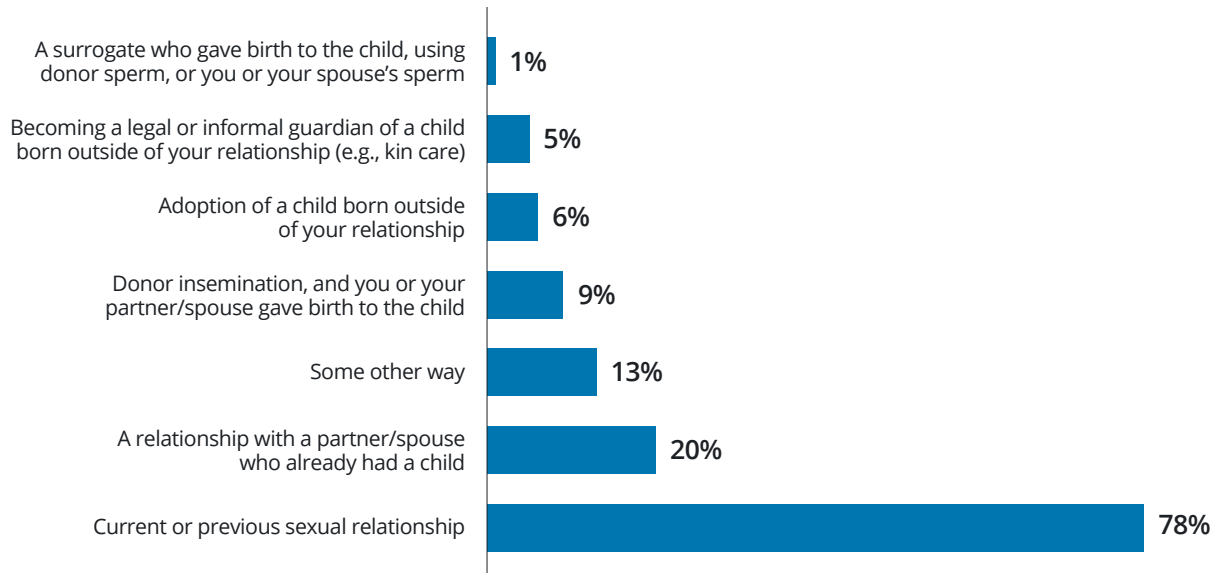 A surrogate who gave birth to the child, using
donor sperm, or you or your spouse’s sperm
1%
Becoming a legal or informal guardian of a child
born outside of your relationship (e.g., kin care)
5%
Adoption of a child born outside
of your relationship
6%
Donor insemination, and you or your
partner/spouse gave birth to the child
9%
Some other way
13%
A relationship with a partner/spouse
who already had a child
20%
Current or previous sexual relationship
78%